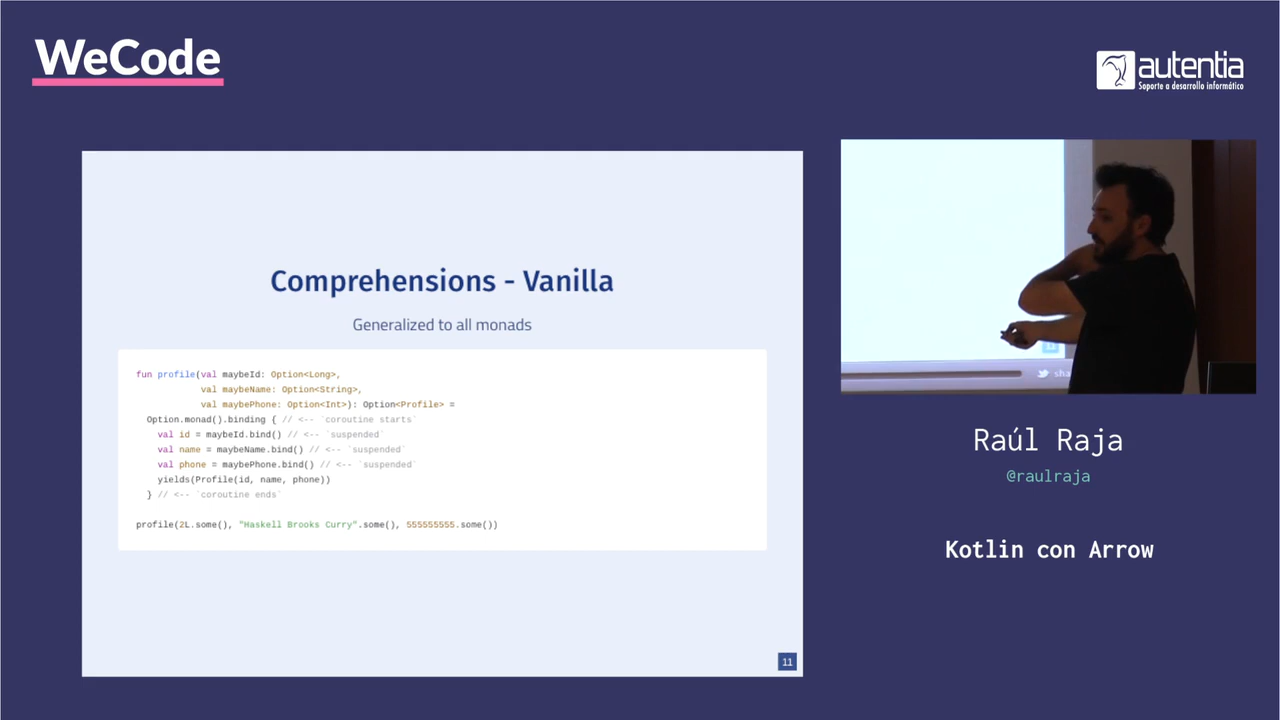 WeCode
autentia
Soporte a desarrollo informático
Comprehensions - Vanilla
Generalized to all monads
fun profile(val maybeId: Option<Long>,
val maybeName: Option<String>,
val maybePhone: Option<Int>): Option<Profile> =
Option.monad().binding { // <-- `coroutine starts`
val id = maybeId.bind() // <-- `suspended`
val name = maybeName.bind() // <-- `suspended`
val phone = maybePhone.bind() // <-- `suspended`
yields(Profile(id, name, phone))
} // <-- `coroutine ends`
profile(2L.some(), "Haskell Brooks Curry".some(), 555555555.some())
11
sha
Raúl Raja
@raulraja
Kotlin con Arrow